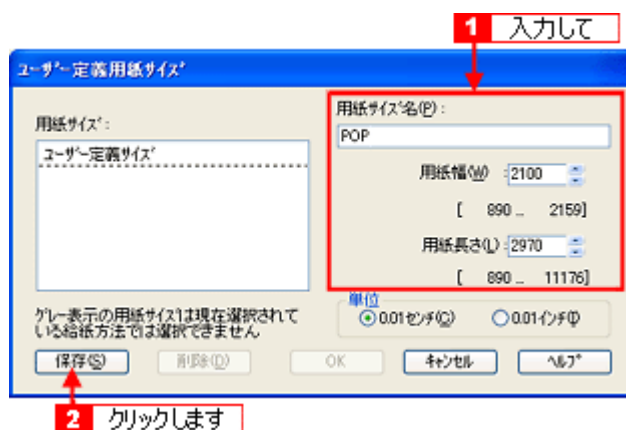 1 入力して
ユーザー定義用紙サイズ
用紙サイズ:
ユーザー定義サイズ
用紙サイズ名(P):
POP
用紙幅(W) :2100
[ 890 .. 2159]
用紙長さ(L) :2970
[ 890 .. 11176]
グレー表示の用紙サイズは現在選択されて
いる給紙方法では選択できません
単位
0.01 センチ(C) 0.01 インチ(I)
保存(S) 削除(D) OK キャンセル ヘルプ
2 クリックします